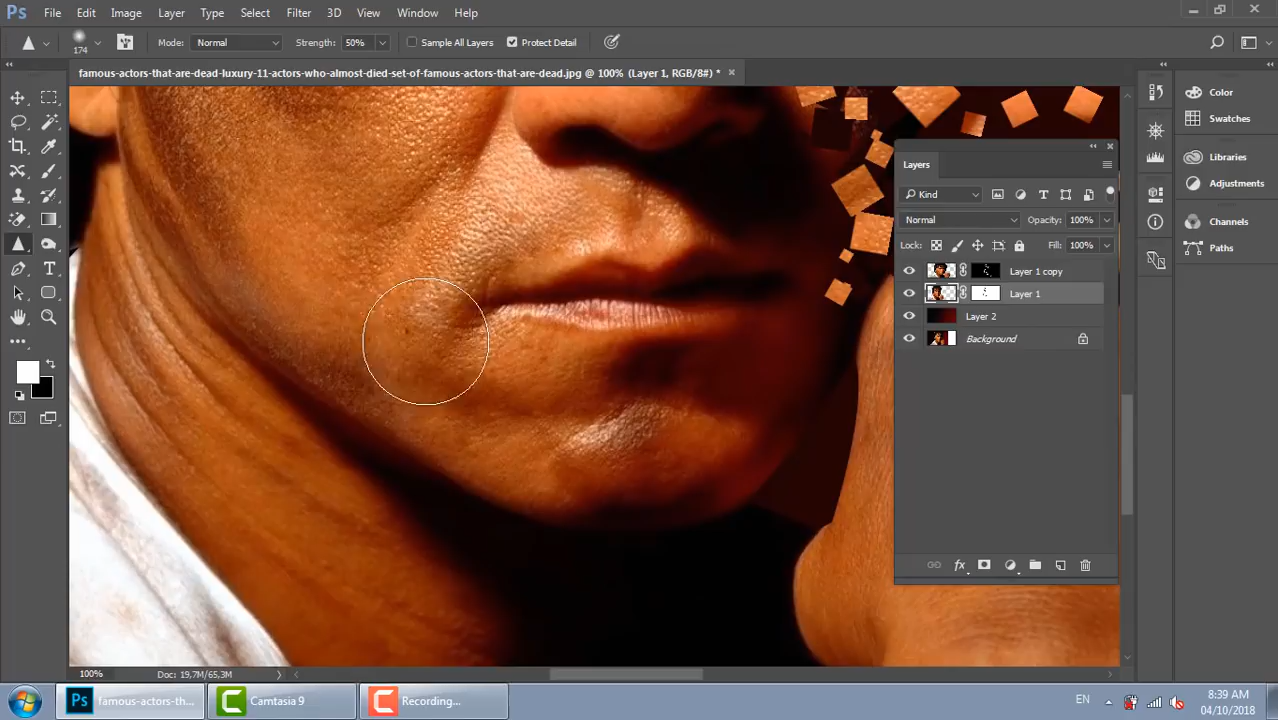 Ps File Edit Image Layer Type Select Filter 3D View Window Help
174 Mode: Normal Strength: 50% Sample All Layers Protect Detail
famous-actors-that-are-dead-luxury-11-actors-who-almost-died-set-of-famous-actors-that-are-dead.jpg @ 100% (Layer 1, RGB/8#) *
Color
Swatches
Libraries
Adjustments
Channels
Paths
Layers
Kind
Normal Opacity: 100%
Lock: Fill: 100%
Layer 1 copy
Layer 1
Layer 2
Background
fx
100% Doc: 19,7M/65,3M
Ps famous-actors-th... Camtasia 9 Recording... EN 8:39 AM
04/10/2018